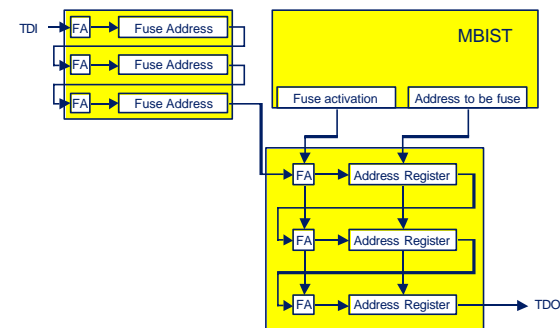 TDI
FA
Fuse Address
FA
Fuse Address
FA
Fuse Address
MBIST
Fuse activation
Address to be fuse
FA
Address Register
FA
Address Register
FA
Address Register
TDO